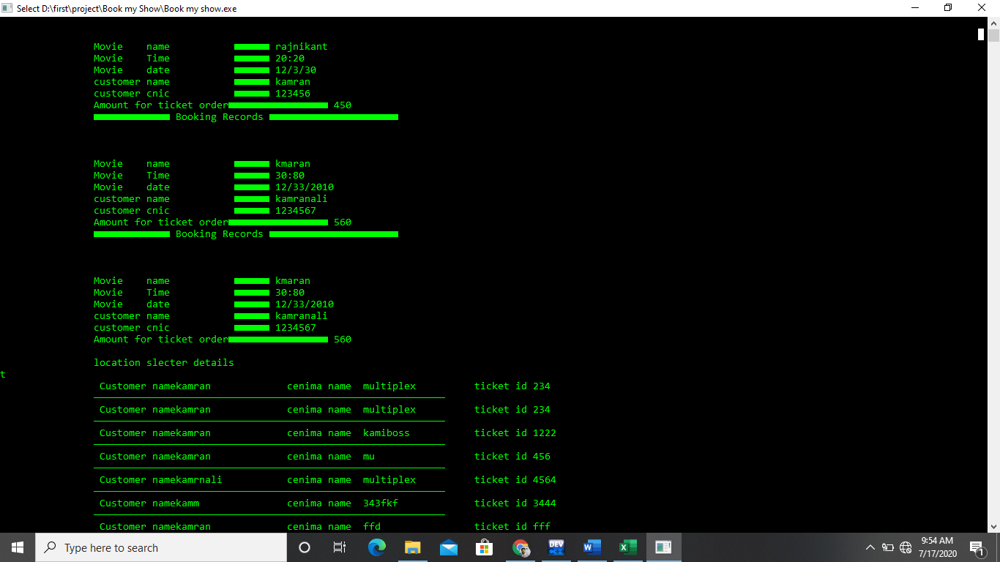 Select D:\first\project\Book my Show\Book my show.exe
Movie name rajnikant
Movie Time 20:20
Movie date 12/3/30
customer name kamran
customer cnic 123456
Amount for ticket order 450
Booking Records
Movie name kmaran
Movie Time 30:80
Movie date 12/33/2010
customer name kamranali
customer cnic 1234567
Amount for ticket order 560
Booking Records
Movie name kmaran
Movie Time 30:80
Movie date 12/33/2010
customer name kamranali
customer cnic 1234567
Amount for ticket order 560
location slecter details
t
Customer namekamran cenima name multiplex ticket id 234
Customer namekamran cenima name multiplex ticket id 234
Customer namekamran cenima name kamiboss ticket id 1222
Customer namekamran cenima name mu ticket id 456
Customer namekamrnali cenima name multiplex ticket id 4564
Customer namekamm cenima name 343fkf ticket id 3444
Customer namekamran cenima name ffd ticket id fff
Type here to search
DEV
9:54 AM
7/17/2020
1